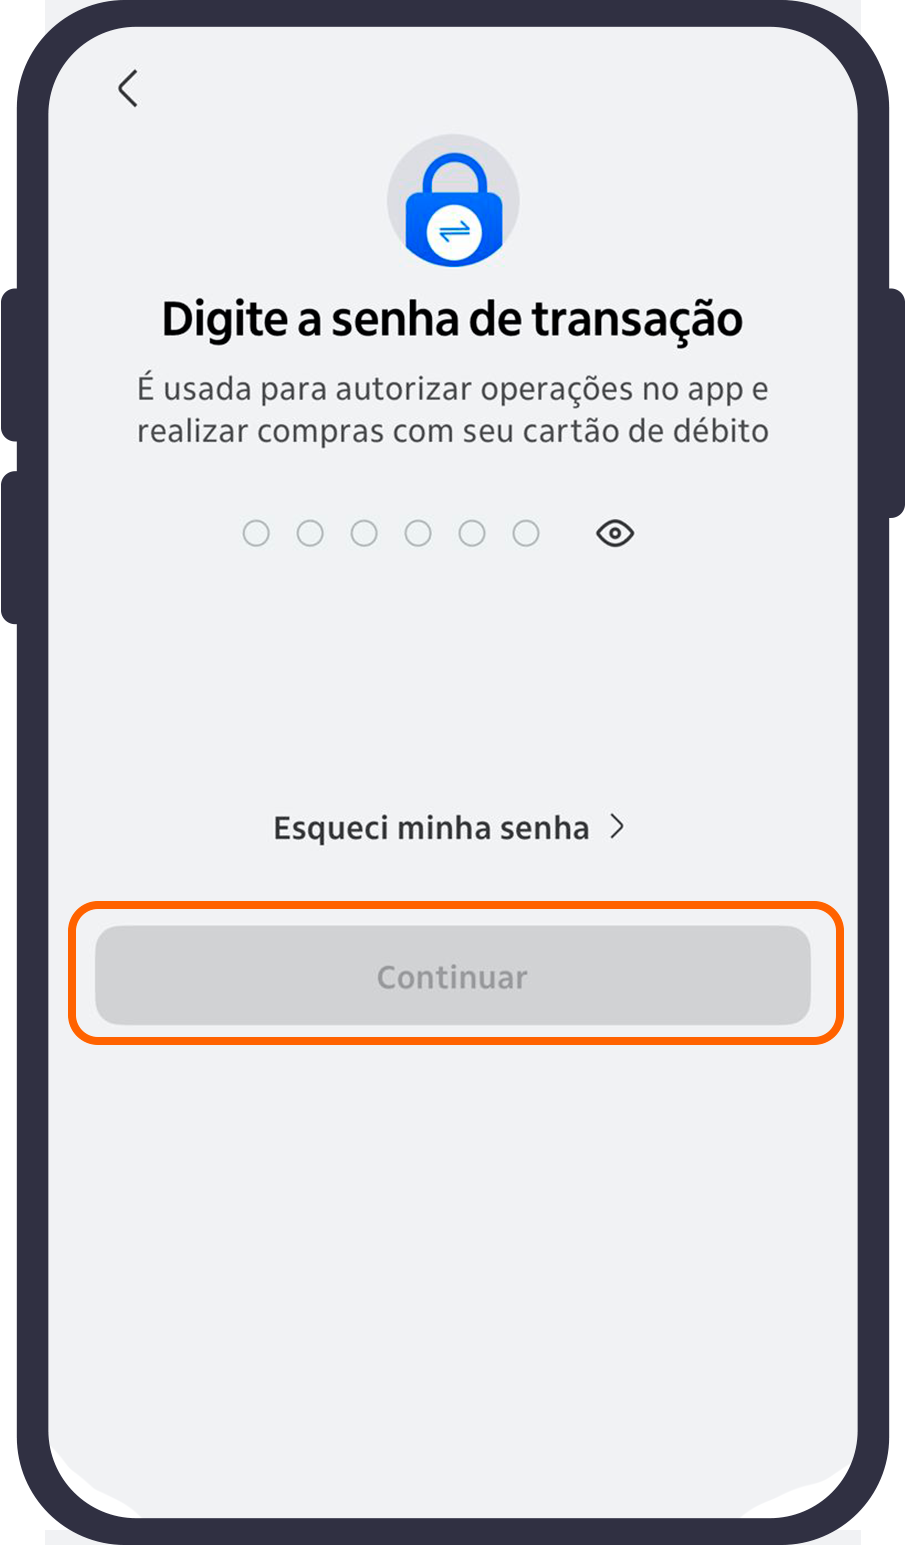 Digite a senha de transação
É usada para autorizar operações no app e
realizar compras com seu cartão de débito
Esqueci minha senha
Continuar